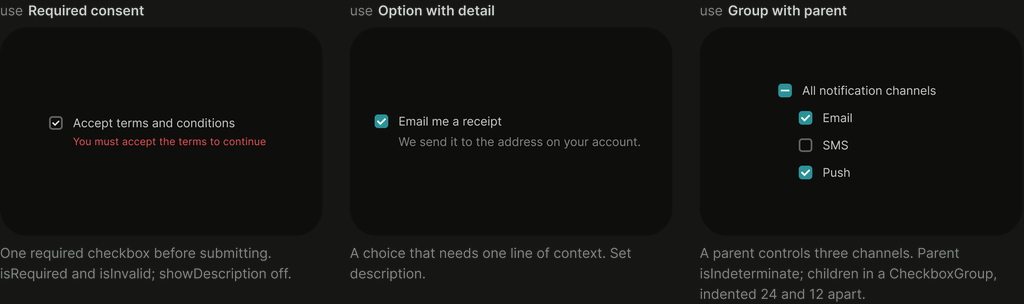 use Required consent
Accept terms and conditions
You must accept the terms to continue
One required checkbox before submitting.
isRequired and isInvalid; showDescription off.
use Option with detail
Email me a receipt
We send it to the address on your account.
A choice that needs one line of context. Set
description.
use Group with parent
All notification channels
Email
SMS
Push
A parent controls three channels. Parent
isIndeterminate; children in a CheckboxGroup,
indented 24 and 12 apart.